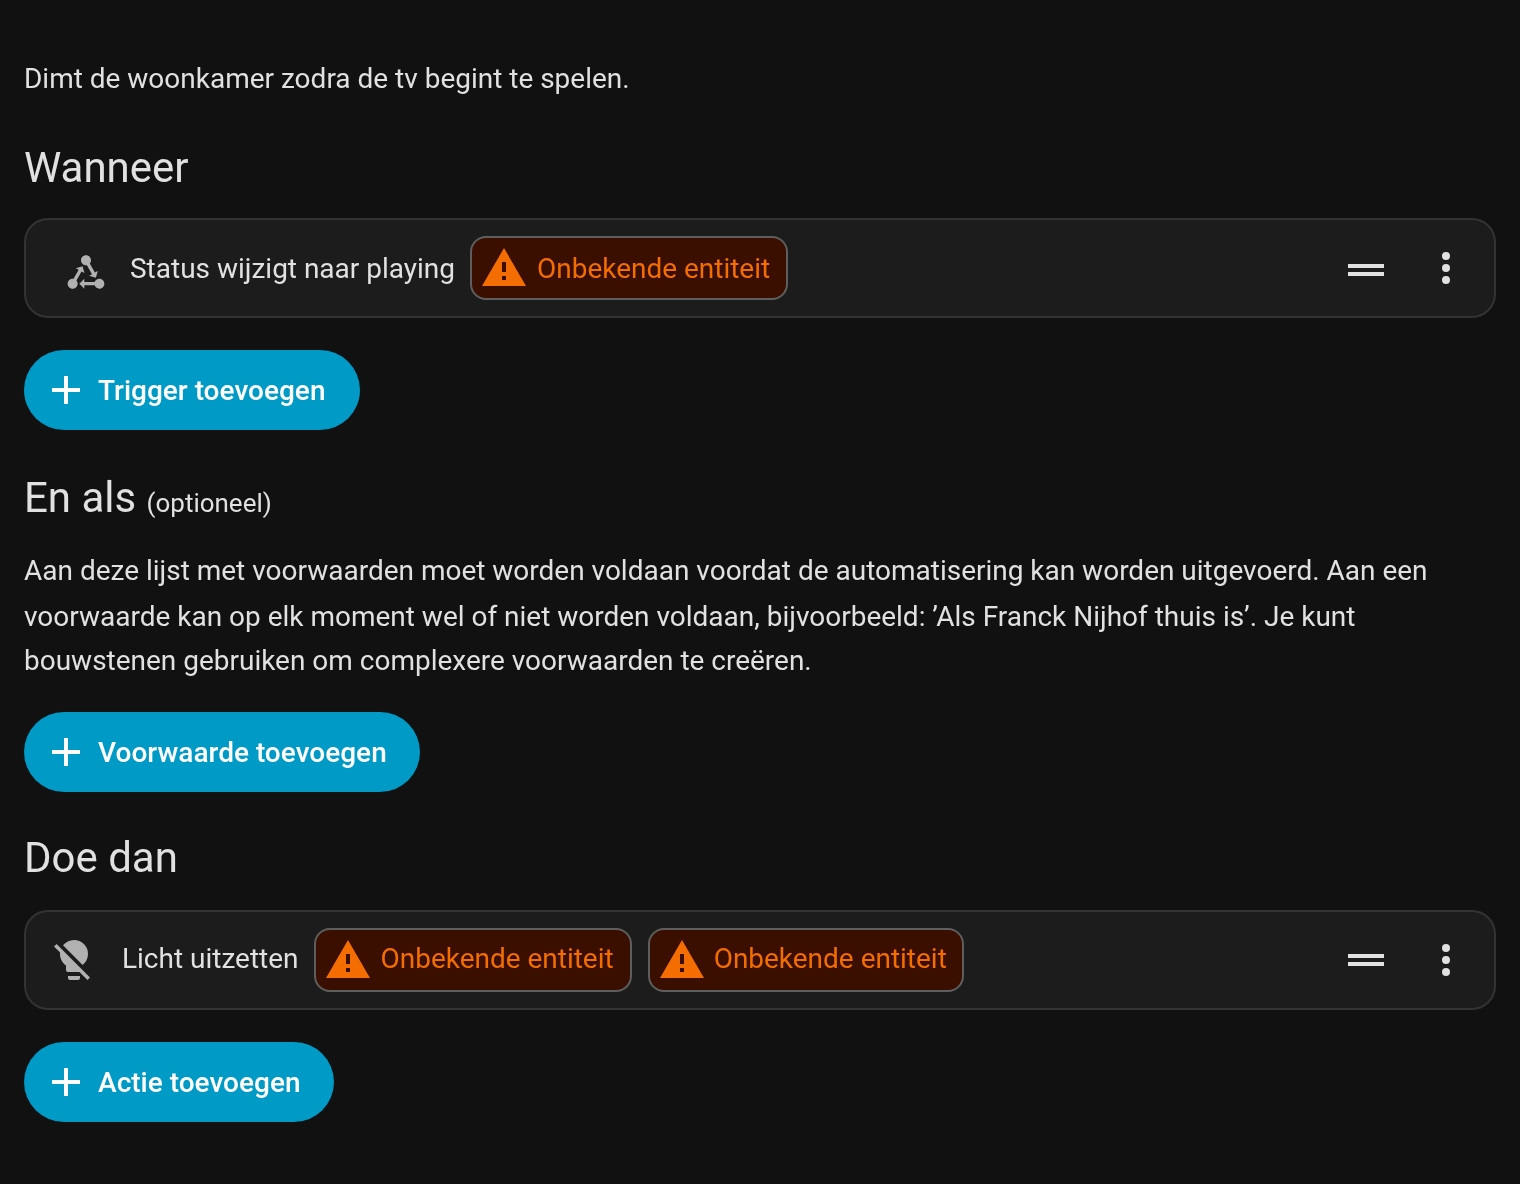 Dimt de woonkamer zodra de tv begint te spelen.
Wanneer
Status wijzigt naar playing Onbekende entiteit
Trigger toevoegen
En als (optioneel)
Aan deze lijst met voorwaarden moet worden voldaan voordat de automatisering kan worden uitgevoerd. Aan een
voorwaarde kan op elk moment wel of niet worden voldaan, bijvoorbeeld: ’Als Franck Nijhof thuis is’. Je kunt
bouwstenen gebruiken om complexere voorwaarden te creëren.
Voorwaarde toevoegen
Doe dan
Licht uitzetten Onbekende entiteit Onbekende entiteit
Actie toevoegen